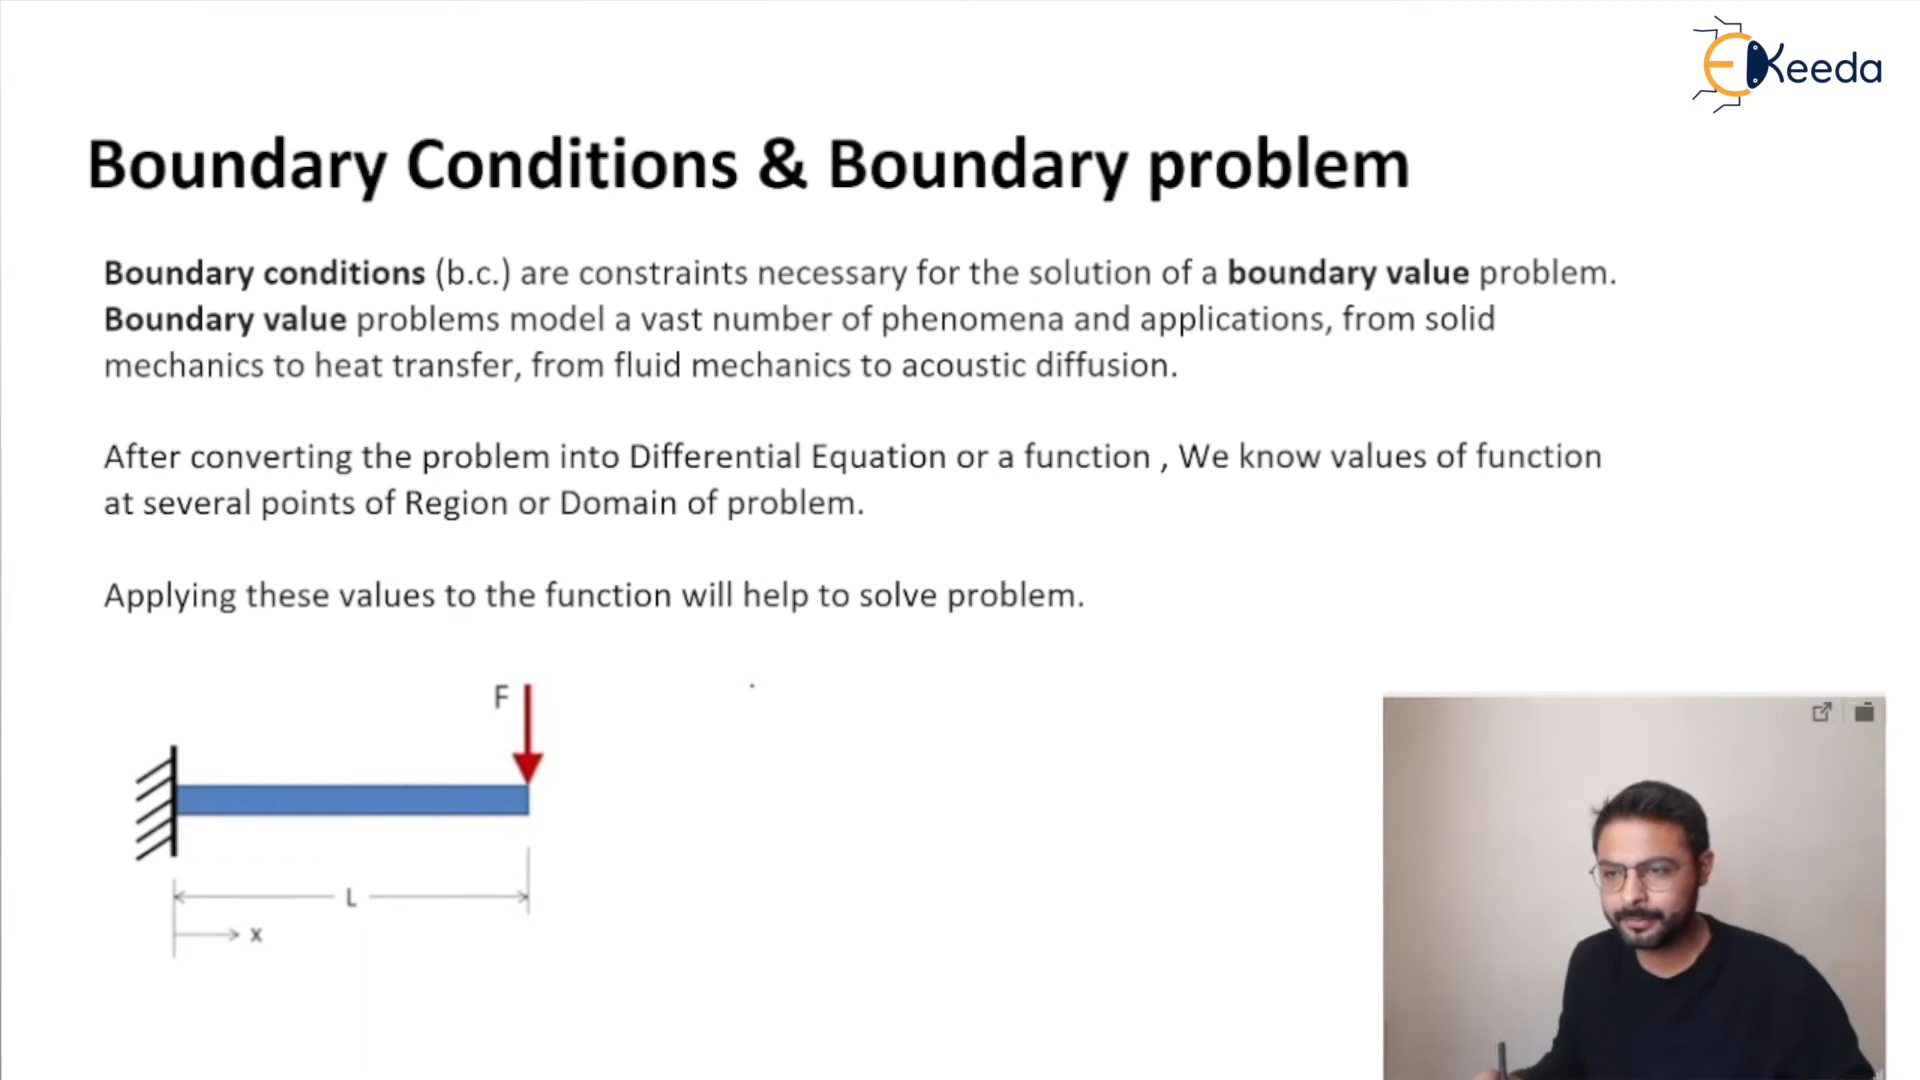 EKeeda
Boundary Conditions & Boundary problem
Boundary conditions (b.c.) are constraints necessary for the solution of a boundary value problem.
Boundary value problems model a vast number of phenomena and applications, from solid
mechanics to heat transfer, from fluid mechanics to acoustic diffusion.
After converting the problem into Differential Equation or a function , We know values of function
at several points of Region or Domain of problem.
Applying these values to the function will help to solve problem.
F
L
x